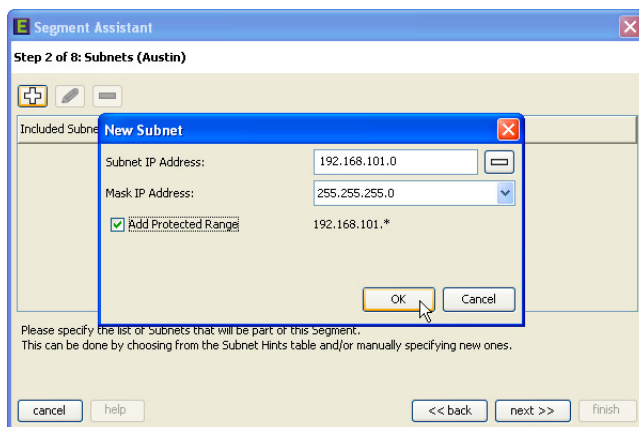 E Segment Assistant
Step 2 of 8: Subnets (Austin)
Included Subne
New Subnet
Subnet IP Address:
192.168.101.0
Mask IP Address:
255.255.255.0
Add Protected Range
192.168.101.*
OK
Cancel
Please specify the list of Subnets that will be part of this Segment.
This can be done by choosing from the Subnet Hints table and/or manually specifying new ones.
cancel
help
<< back
next >>
finish